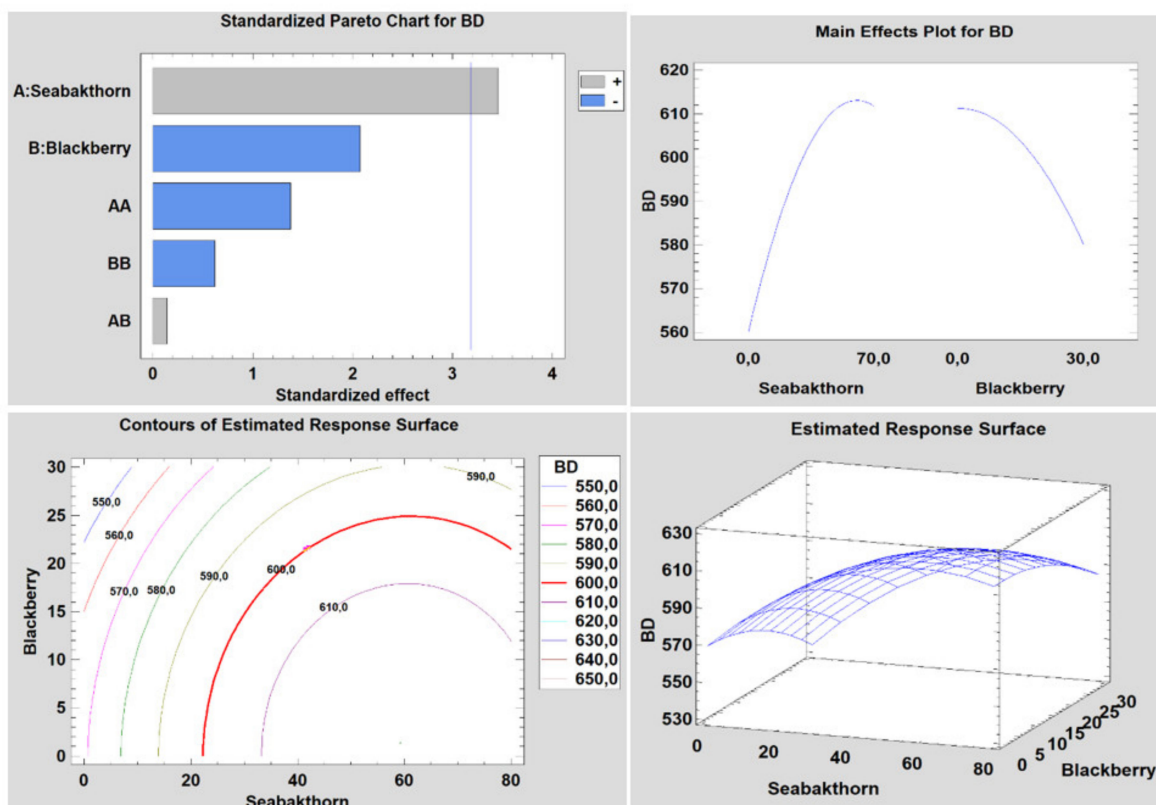 Standardized Pareto Chart for BD
A:Seabakthorn
B:Blackberry
AA
BB
AB
+
-
0 1 2 3 4
Standardized effect
Main Effects Plot for BD
620
610
600
590
580
570
560
BD
0,0 70,0 0,0 30,0
Seabakthorn Blackberry
Contours of Estimated Response Surface
30
25
20
15
10
5
0
Blackberry
550,0
560,0
570,0
580,0
590,0
600,0
610,0
590,0
0 20 40 60 80
Seabakthorn
BD
550,0
560,0
570,0
580,0
590,0
600,0
610,0
620,0
630,0
640,0
650,0
Estimated Response Surface
630
610
590
570
550
530
BD
0 20 40 60 80
Seabakthorn
0 5 10 15 20 25 30
Blackberry